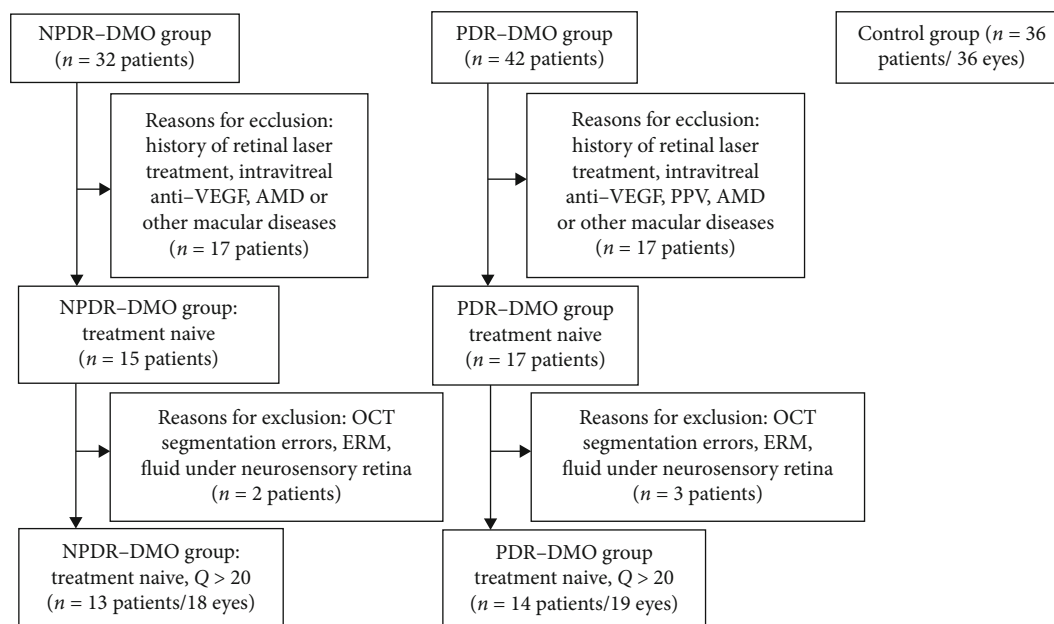 NPDR–DMO group
(n = 32 patients)
PDR–DMO group
(n = 42 patients)
Control group (n = 36
patients/ 36 eyes)
Reasons for ecclusion:
history of retinal laser
treatment, intravitreal
anti–VEGF, AMD or
other macular diseases
(n = 17 patients)
Reasons for ecclusion:
history of retinal laser
treatment, intravitreal
anti–VEGF, PPV, AMD
or other macular diseases
(n = 17 patients)
NPDR–DMO group:
treatment naive
(n = 15 patients)
PDR–DMO group
treatment naive
(n = 17 patients)
Reasons for exclusion: OCT
segmentation errors, ERM,
fluid under neurosensory retina
(n = 2 patients)
Reasons for exclusion: OCT
segmentation errors, ERM,
fluid under neurosensory retina
(n = 3 patients)
NPDR–DMO group:
treatment naive, Q > 20
(n = 13 patients/18 eyes)
PDR–DMO group
treatment naive, Q > 20
(n = 14 patients/19 eyes)